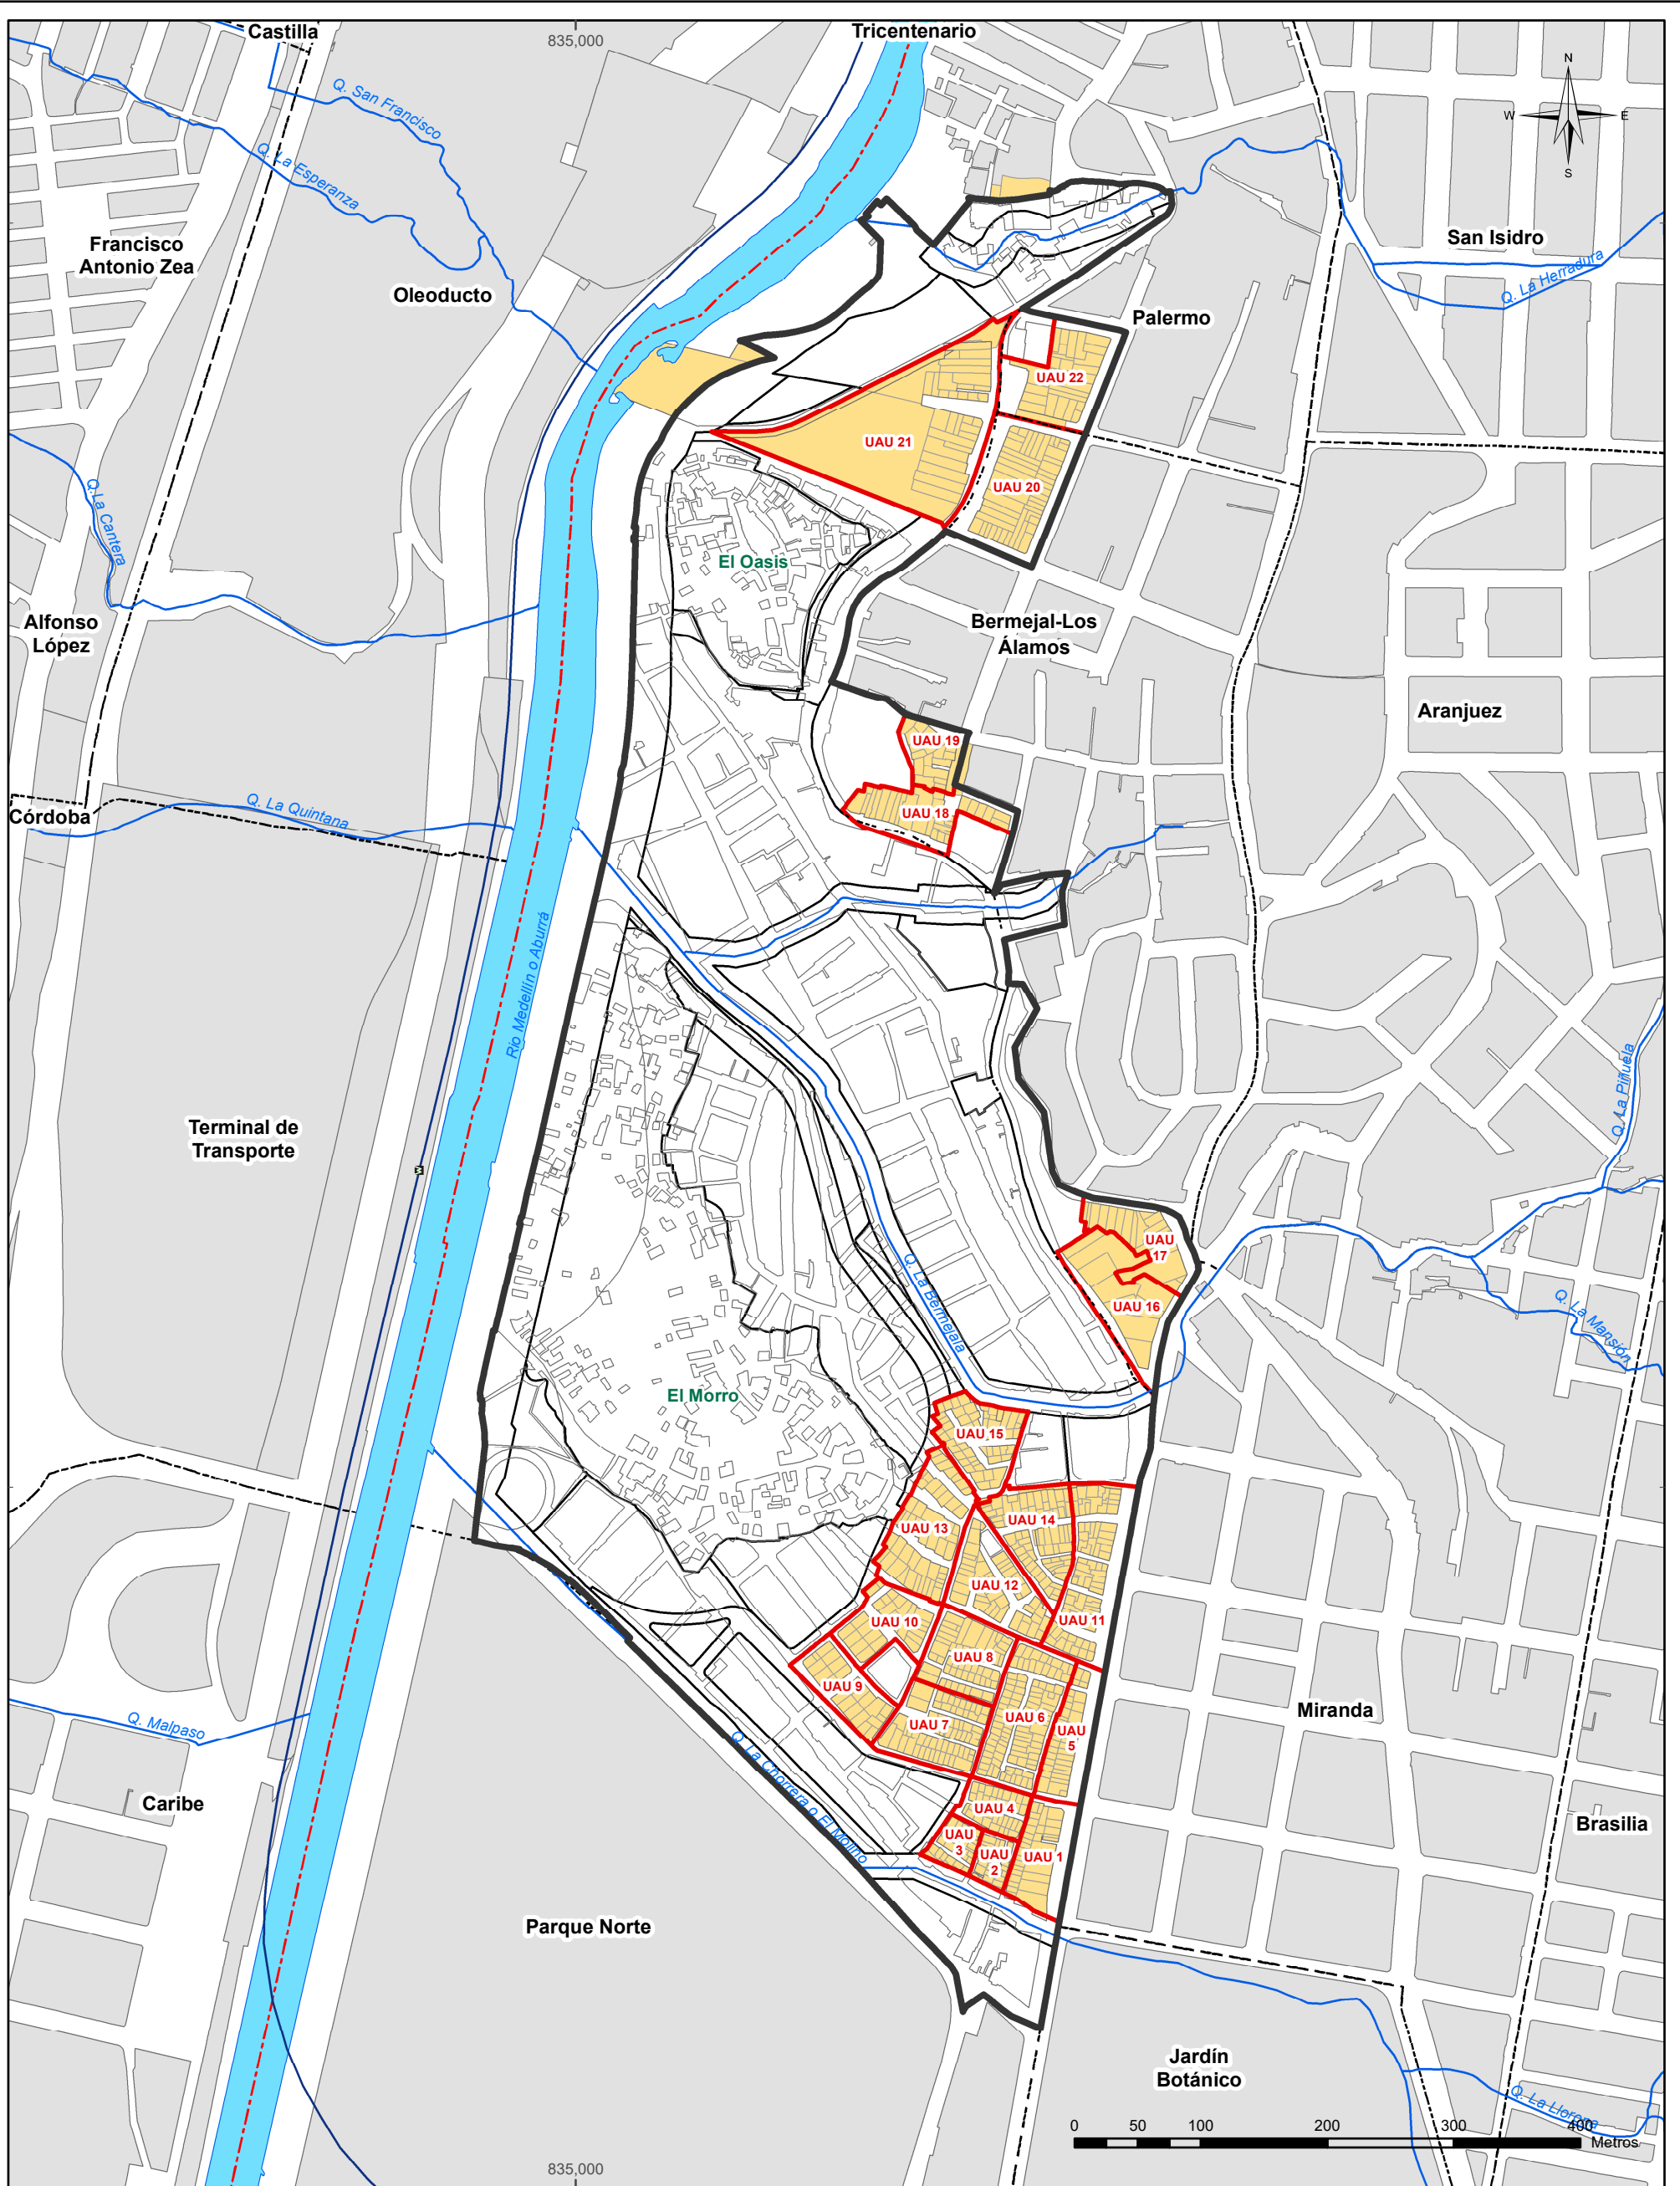 Castilla
835,000
Tricentenario
N
W
E
S
Q. San Francisco
Q. La Esperanza
Francisco
Antonio Zea
Oleoducto
San Isidro
Q. La Herradura
Palermo
UAU 22
UAU 21
UAU 20
Q.La Cantera
El Oasis
Alfonso
López
Bermejal-Los
Álamos
Aranjuez
UAU 19
UAU 18
Córdoba
Q. La Quintana
Rio Medellín o Aburrá
Q. La Piñuela
Terminal de
Transporte
UAU
17
UAU 16
Q. La Bermejala
Q. La Mansión
El Morro
UAU 15
UAU 14
UAU 13
UAU 12
UAU 11
UAU 10
UAU 8
UAU 9
UAU 6
UAU 7
UAU
5
Miranda
Q. Malpaso
Q. La Chorrera o El Molino
Caribe
UAU 4
UAU
3
UAU
2
UAU 1
Brasilia
Parque Norte
Jardín
Botánico
Q. La Llorona
0 50 100 200 300 400
Metros
835,000